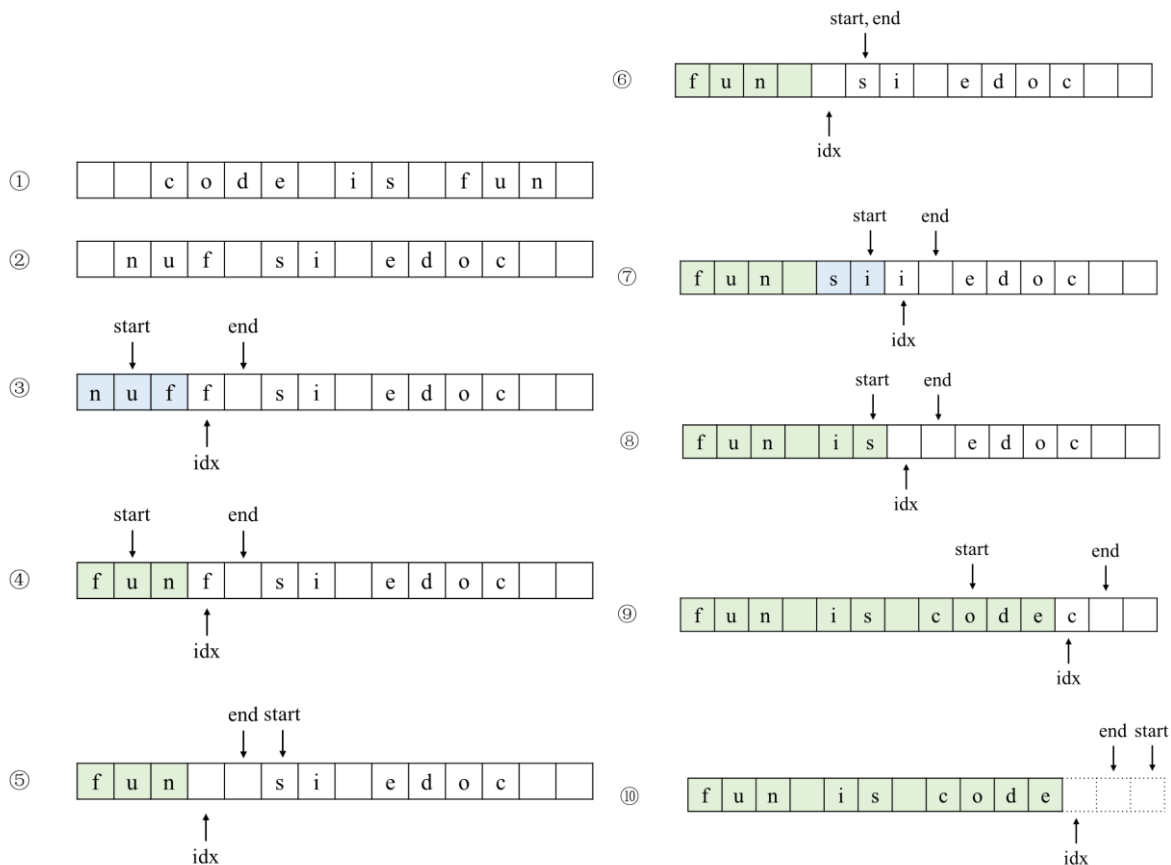 ① c o d e i s f u n
② n u f s i e d o c
start end
③ n u f f s i e d o c
idx
start end
④ f u n f s i e d o c
idx
end start
⑤ f u n s i e d o c
idx
start, end
⑥ f u n s i e d o c
idx
start end
⑦ f u n s i i e d o c
idx
start end
⑧ f u n i s e d o c
idx
start end
⑨ f u n i s c o d e c
idx
end start
⑩ f u n i s c o d e
idx